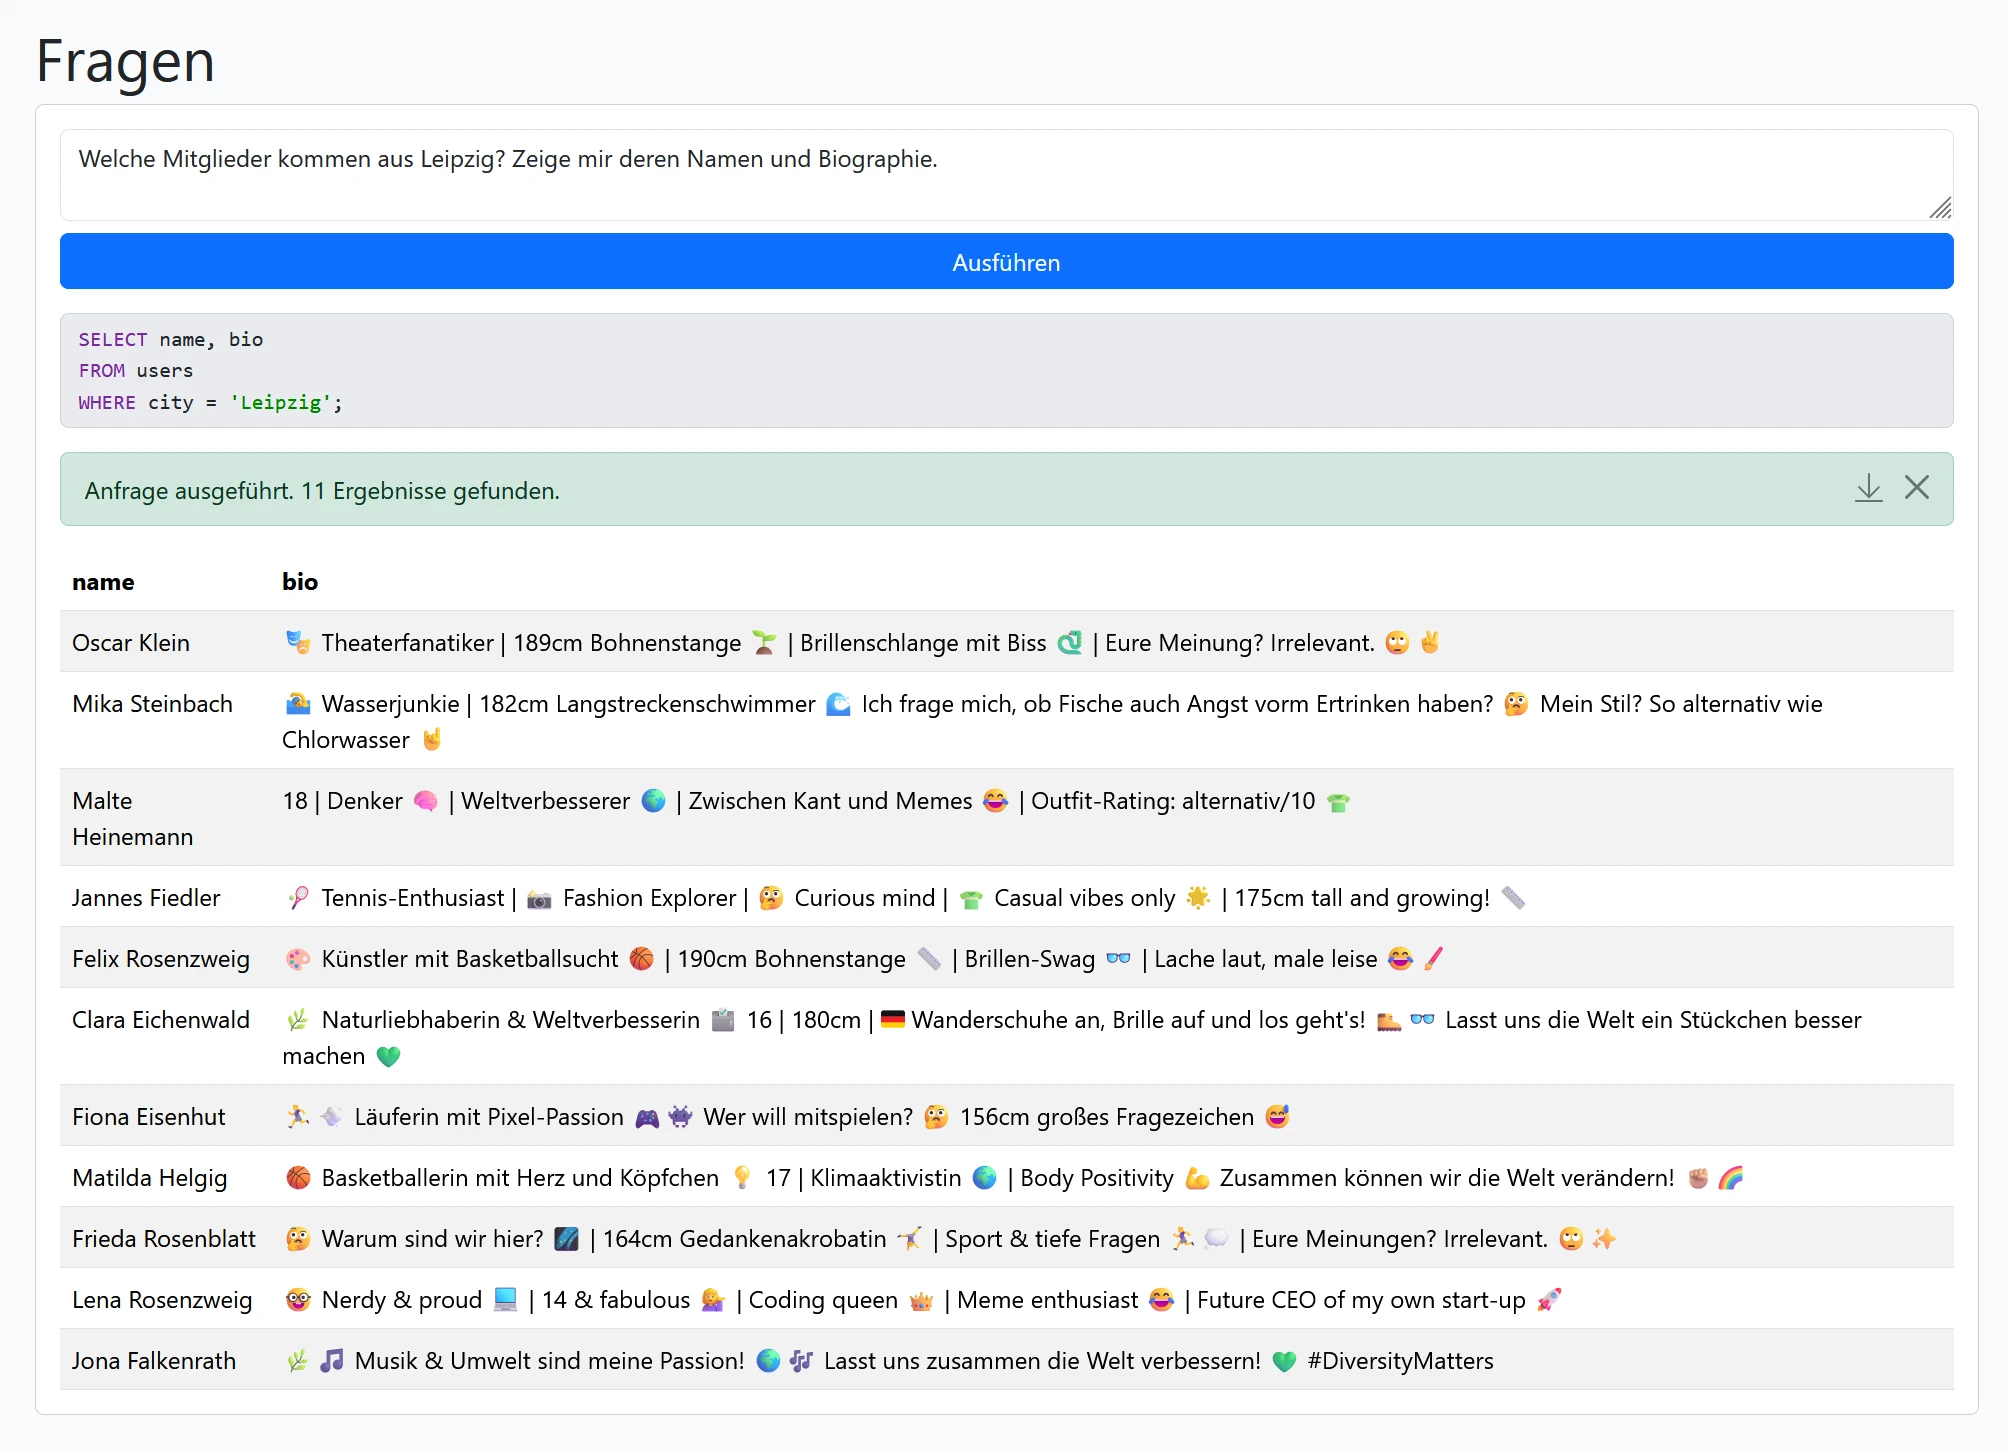 Fragen
Welche Mitglieder kommen aus Leipzig? Zeige mir deren Namen und Biographie.
Ausführen
SELECT name, bio
FROM users
WHERE city = 'Leipzig';
Anfrage ausgeführt. 11 Ergebnisse gefunden.
name bio
Oscar Klein 🎭 Theaterfanatiker | 189cm Bohnenstange 🌱 | Brillenschlange mit Biss 🐍 | Eure Meinung? Irrelevant. 🙄 ✌️
Mika Steinbach 🏊 Wasserjunkie | 182cm Langstreckenschwimmer 🌊 Ich frage mich, ob Fische auch Angst vorm Ertrinken haben? 🤔 Mein Stil? So alternativ wie
Chlorwasser 🤘
Malte
Heinemann 18 | Denker 🧠 | Weltverbesserer 🌍 | Zwischen Kant und Memes 😂 | Outfit-Rating: alternativ/10 👕
Jannes Fiedler 🎾 Tennis-Enthusiast | 📸 Fashion Explorer | 🤔 Curious mind | 👕 Casual vibes only 🌟 | 175cm tall and growing! 📏
Felix Rosenzweig 🎨 Künstler mit Basketballsucht 🏀 | 190cm Bohnenstange 📏 | Brillen-Swag 👓 | Lache laut, male leise 😂 🖌️
Clara Eichenwald 🌿 Naturliebhaberin & Weltverbesserin 🗳️ 16 | 180cm | 🇩🇪 Wanderschuhe an, Brille auf und los geht's! 🥾 👓 Lasst uns die Welt ein Stückchen besser
machen 💚
Fiona Eisenhut 🏃‍♀️ 💨 Läuferin mit Pixel-Passion 🎮 👾 Wer will mitspielen? 🤔 156cm großes Fragezeichen 😅
Matilda Helgig 🏀 Basketballerin mit Herz und Köpfchen 💡 17 | Klimaaktivistin 🌍 | Body Positivity 💪 Zusammen können wir die Welt verändern! ✊🏽 🌈
Frieda Rosenblatt 🤔 Warum sind wir hier? 🌌 | 164cm Gedankenakrobatin 🤸‍♀️ | Sport & tiefe Fragen 🏃‍♀️ 💭 | Eure Meinungen? Irrelevant. 🙄 ✨
Lena Rosenzweig 🤓 Nerdy & proud 💻 | 14 & fabulous 💁‍♀️ | Coding queen 👑 | Meme enthusiast 😂 | Future CEO of my own start-up 🚀
Jona Falkenrath 🌿 🎵 Musik & Umwelt sind meine Passion! 🌍 🎶 Lasst uns zusammen die Welt verbessern! 💚 #DiversityMatters